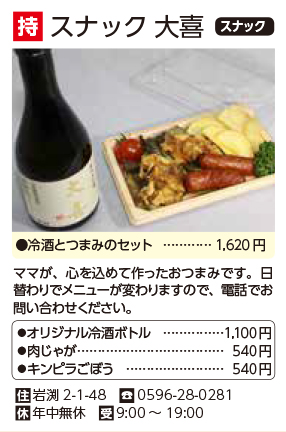 持 スナック 大喜 スナック
●冷酒とつまみのセット ………… 1,620円
ママが、心を込めて作ったおつまみです。日
替わりでメニューが変わりますので、電話でお
問い合わせください。
●オリジナル冷酒ボトル ……………1,100円
●肉じゃが……………………………… 540円
●キンピラごぼう …………………… 540円
住 岩渕 2-1-48 ☎ 0596-28-0281
休 年中無休 受 9:00 〜 19:00